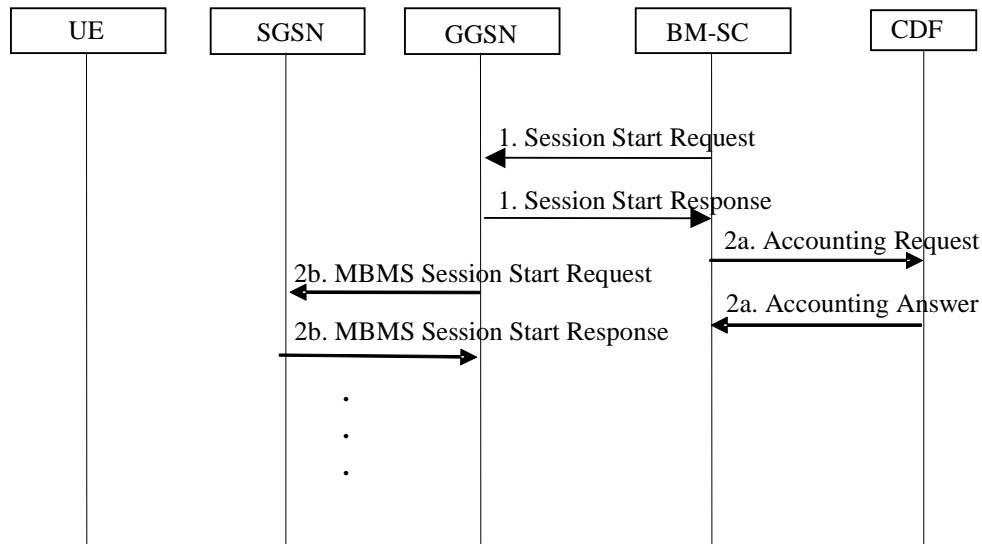 UE
SGSN
GGSN
BM-SC
CDF
1. Session Start Request
1. Session Start Response
2a. Accounting Request
2b. MBMS Session Start Request
2a. Accounting Answer
2b. MBMS Session Start Response
.
.
.